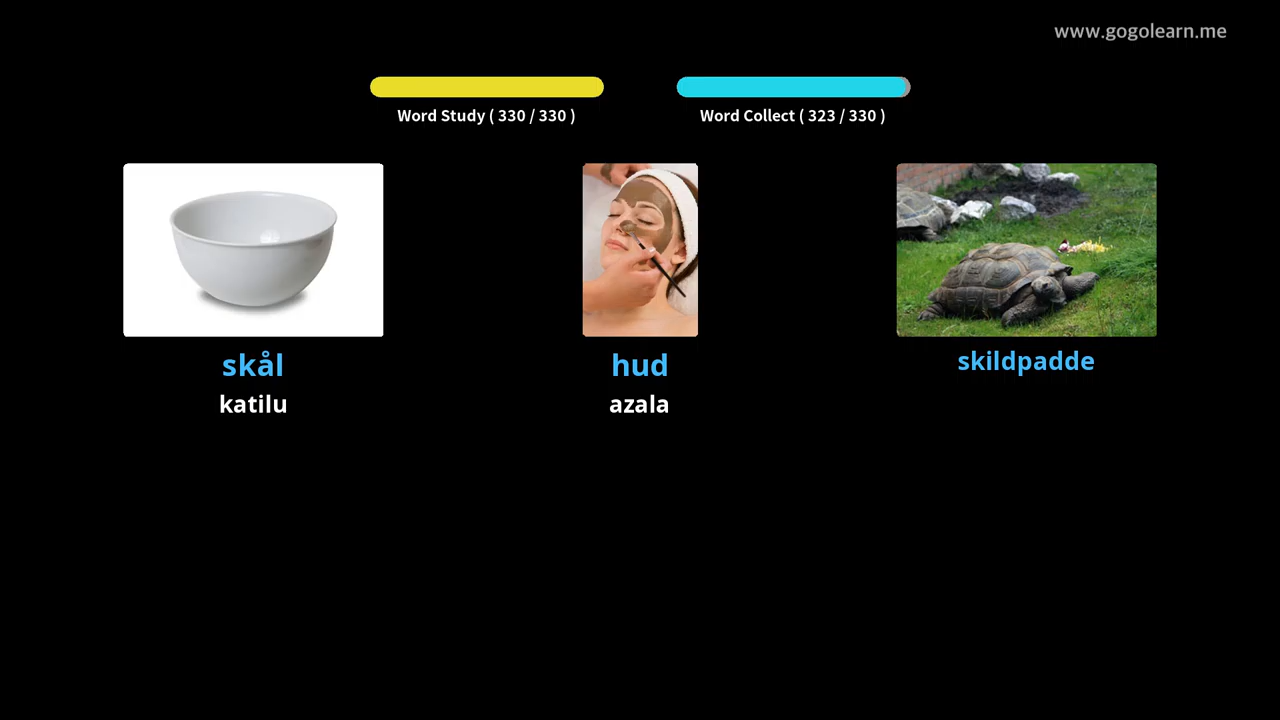 www.gogolearn.me
Word Study ( 330 / 330 )
Word Collect ( 323 / 330 )
skål
hud
skildpadde
katilu
azala